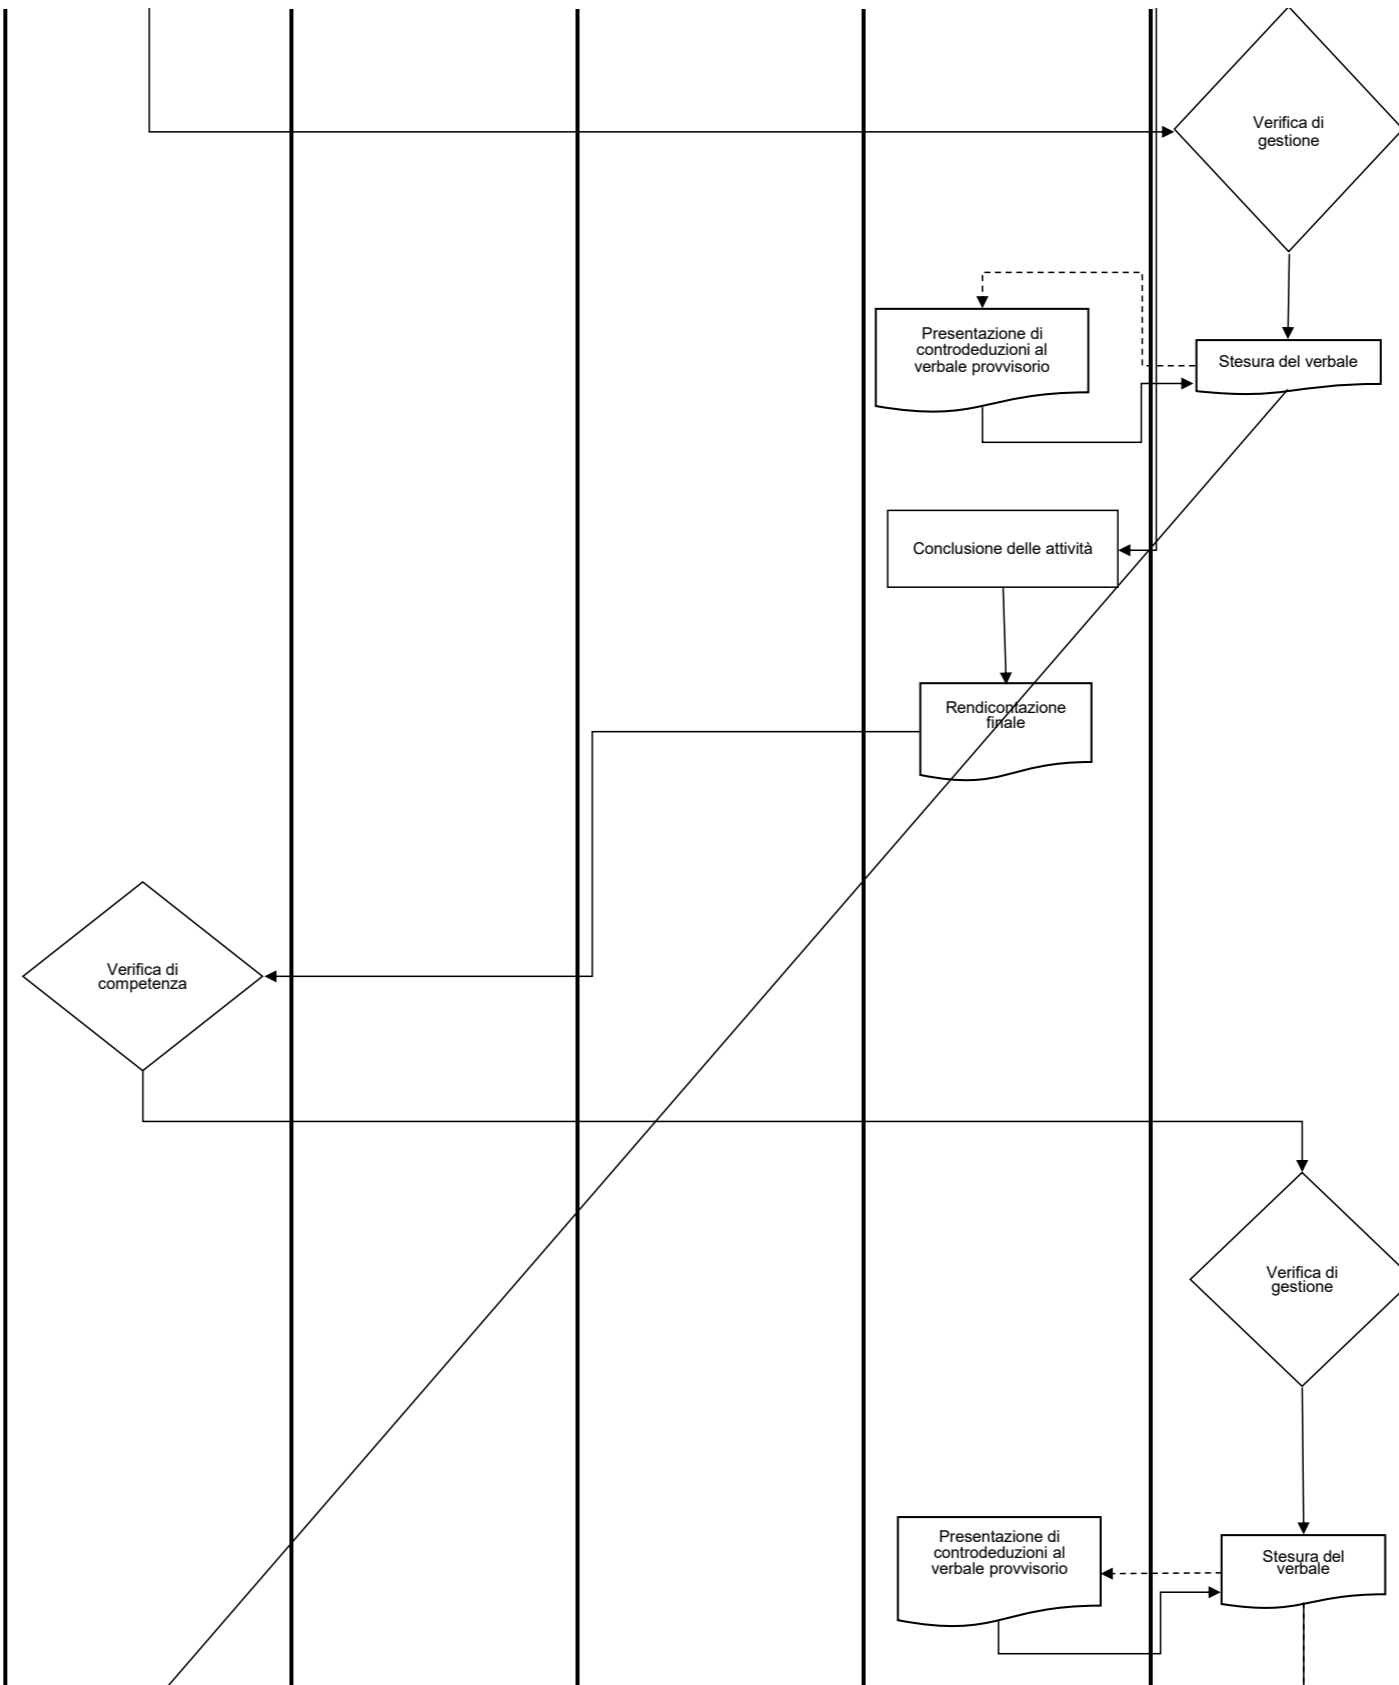 Verifica di
gestione
Presentazione di
controdeduzioni al
verbale provvisorio
Stesura del verbale
Conclusione delle attività
Rendicontazione
finale
Verifica di
competenza
Verifica di
gestione
Presentazione di
controdeduzioni al
verbale provvisorio
Stesura del
verbale